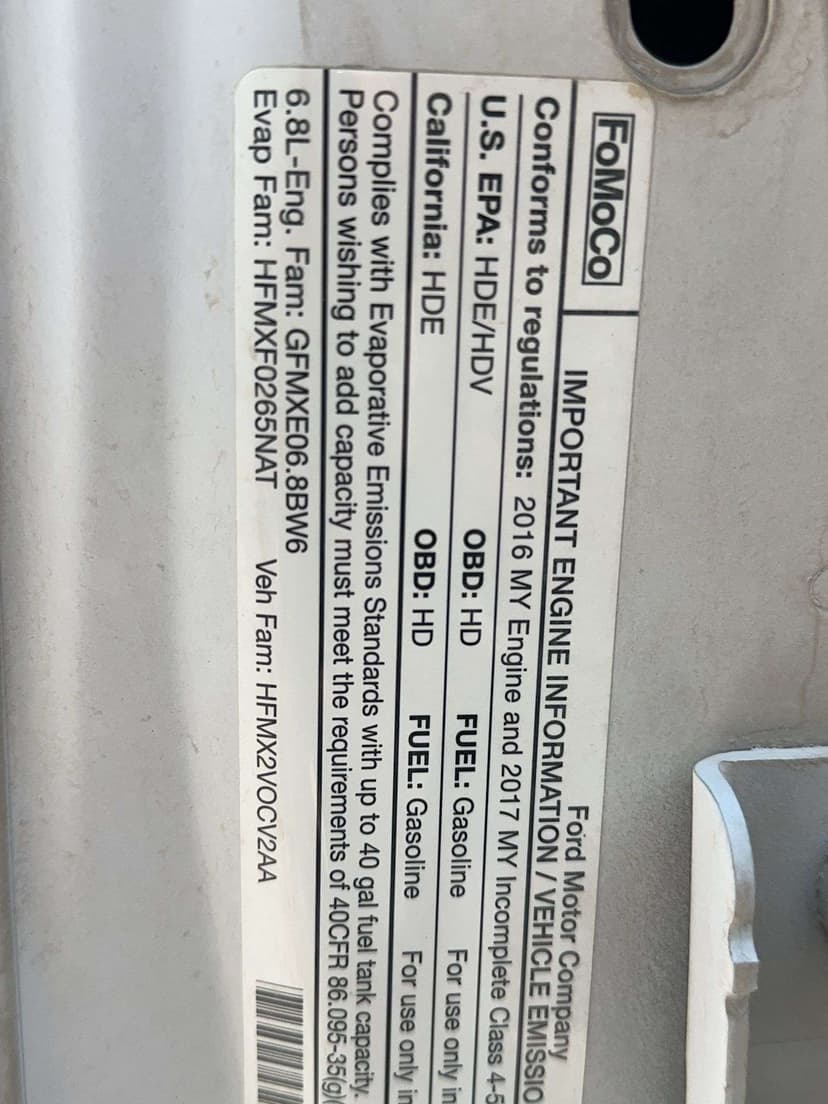 FoMoCo
Ford Motor Company
IMPORTANT ENGINE INFORMATION / VEHICLE EMISSIO
Conforms to regulations: 2016 MY Engine and 2017 MY Incomplete Class 4-5
U.S. EPA: HDE/HDV OBD: HD FUEL: Gasoline For use only in
California: HDE OBD: HD FUEL: Gasoline For use only in
Complies with Evaporative Emissions Standards with up to 40 gal fuel tank capacity.
Persons wishing to add capacity must meet the requirements of 40CFR 86.095-35(g)(
6.8L-Eng. Fam: GFMXE06.8BW6
Evap Fam: HFMXF0265NAT Veh Fam: HFMX2VOCV2AA